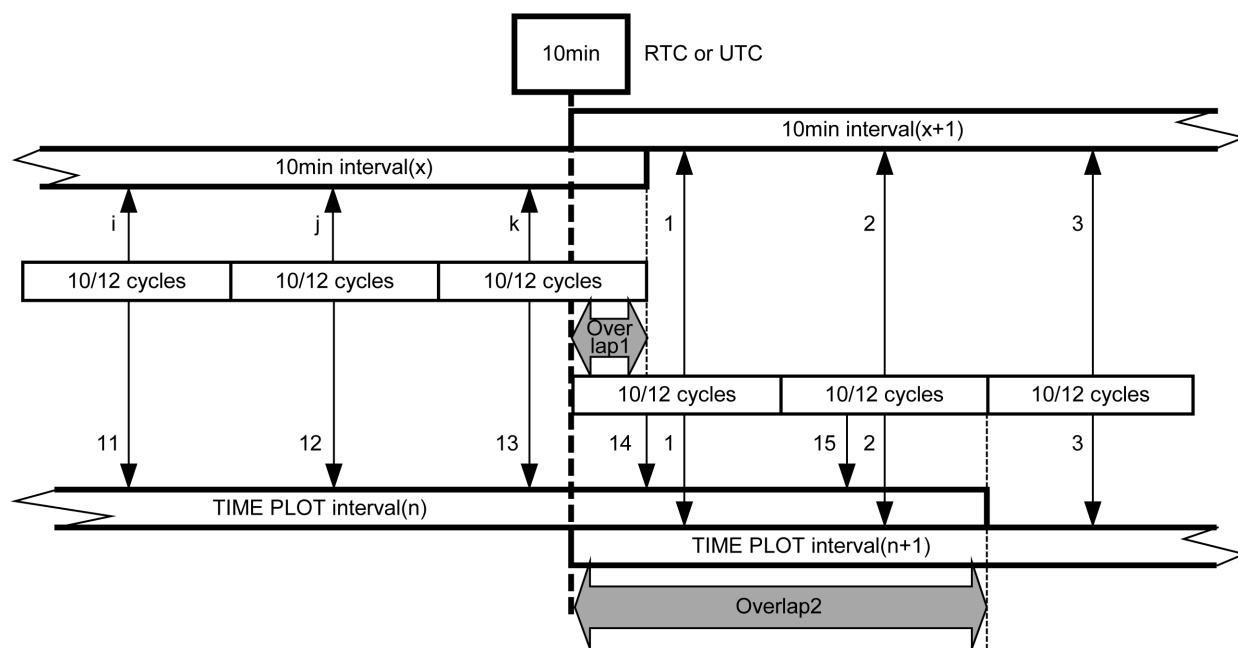 10min
RTC or UTC
10min interval(x+1)
10min interval(x)
i
j
k
1
2
3
10/12 cycles
10/12 cycles
10/12 cycles
Over
lap1
10/12 cycles
10/12 cycles
10/12 cycles
11
12
13
14
1
15
2
3
TIME PLOT interval(n)
TIME PLOT interval(n+1)
Overlap2